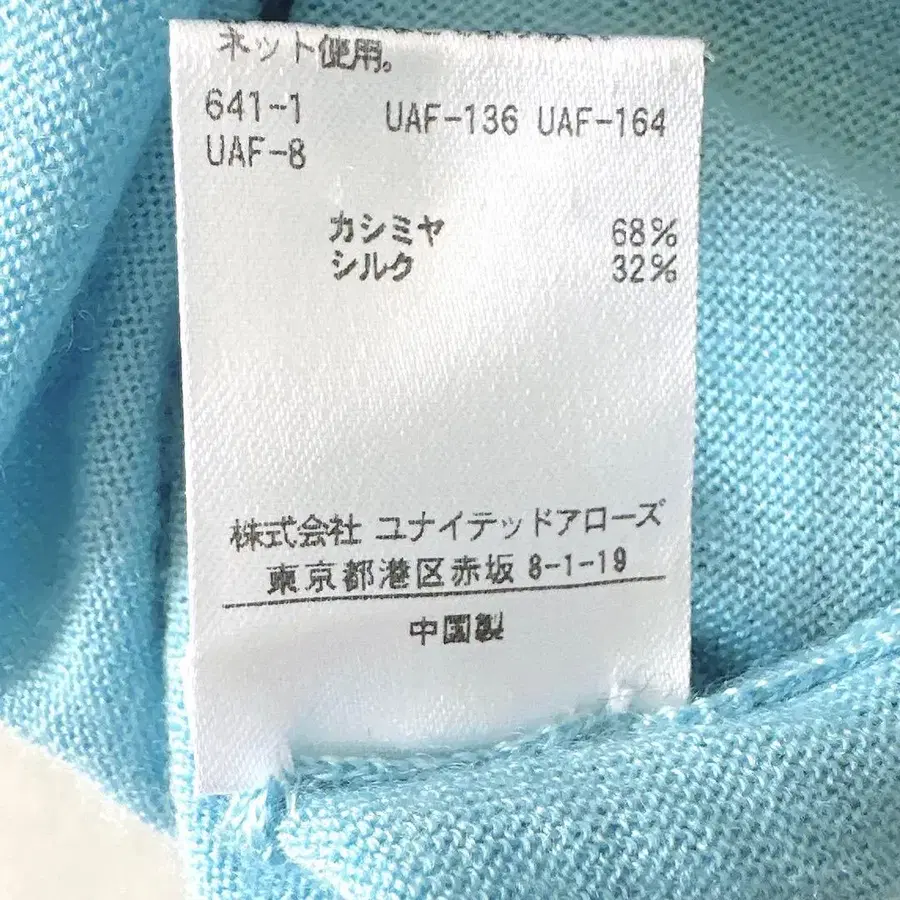 ネット使用。
641-1 UAF-136 UAF-164
UAF-8
カシミヤ 68%
シルク 32%
株式会社 ユナイテッドアローズ
東京都港区赤坂 8-1-19
中国製